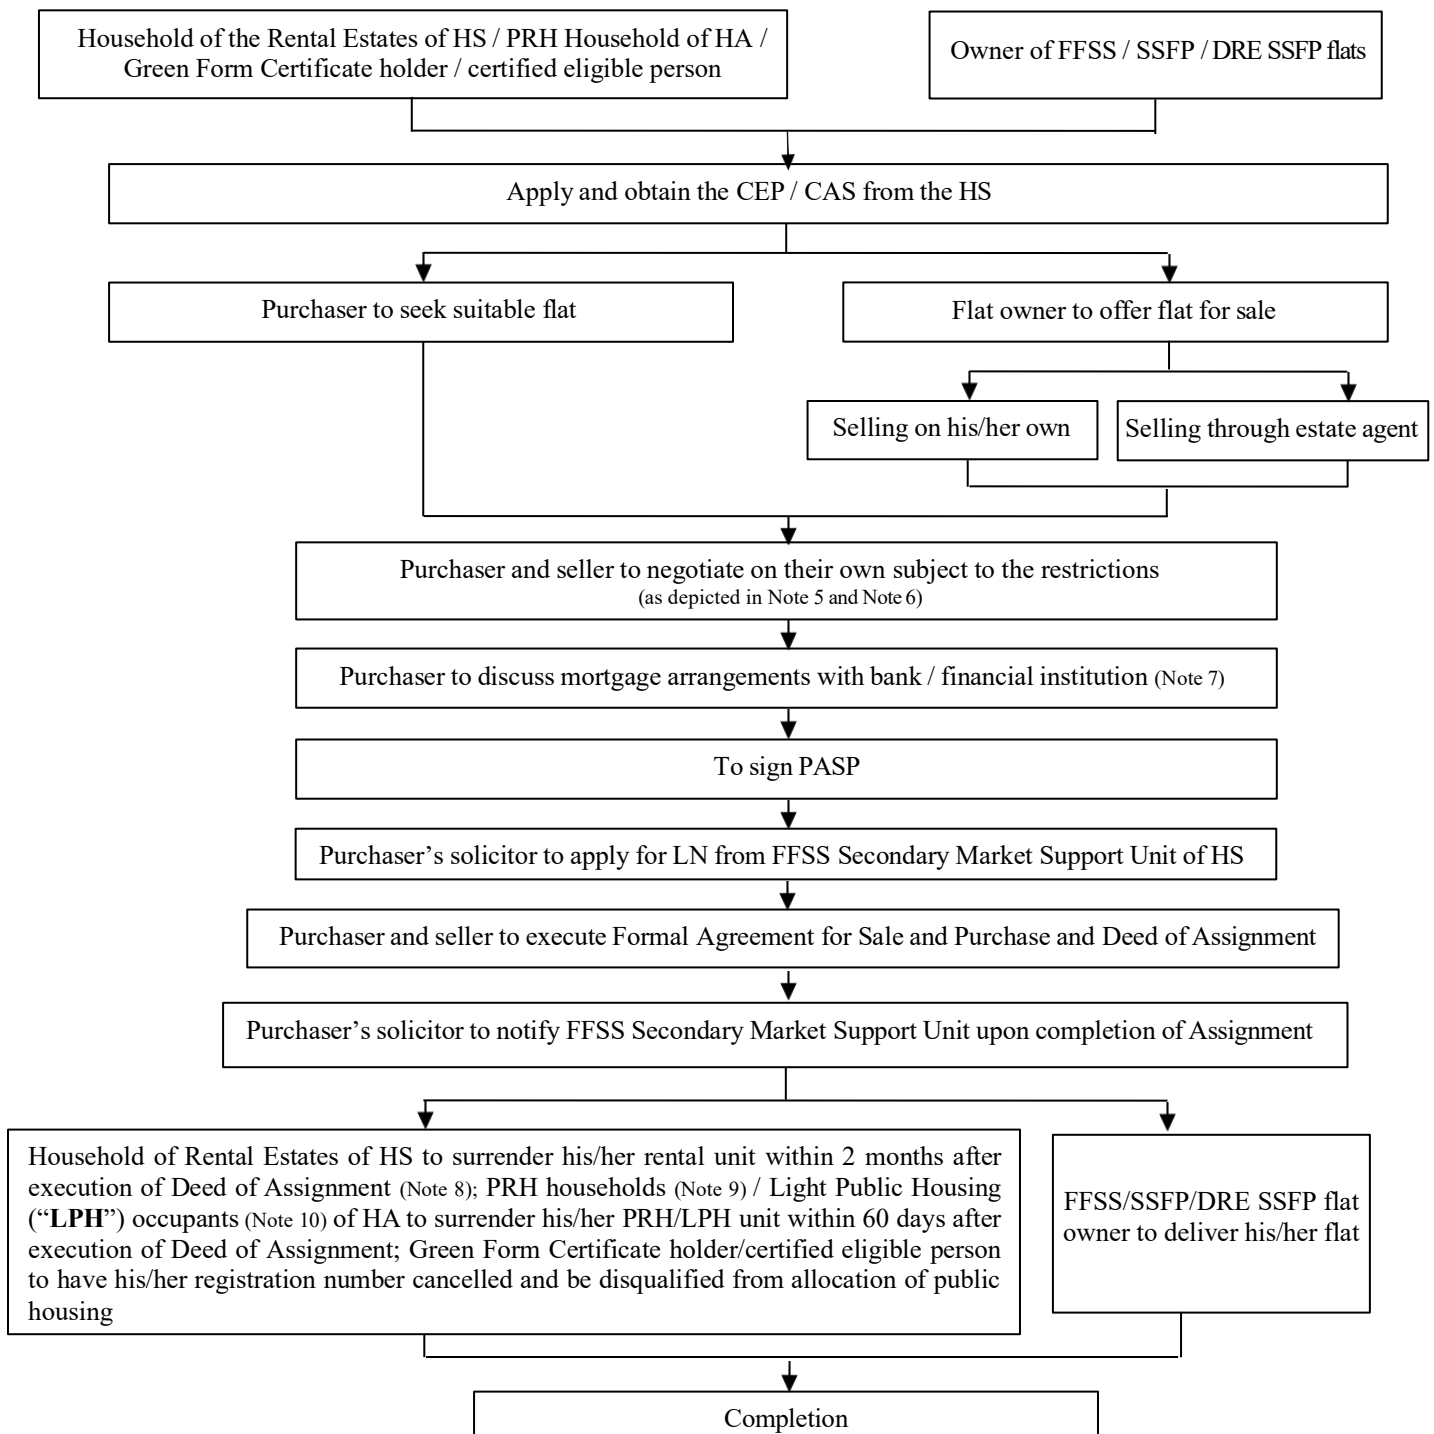 Household of the Rental Estates of HS / PRH Household of HA /
Green Form Certificate holder / certified eligible person
Owner of FFSS / SSFP / DRE SSFP flats
Apply and obtain the CEP / CAS from the HS
Purchaser to seek suitable flat
Flat owner to offer flat for sale
Selling on his/her own
Selling through estate agent
Purchaser and seller to negotiate on their own subject to the restrictions
(as depicted in Note 5 and Note 6)
Purchaser to discuss mortgage arrangements with bank / financial institution (Note 7)
To sign PASP
Purchaser’s solicitor to apply for LN from FFSS Secondary Market Support Unit of HS
Purchaser and seller to execute Formal Agreement for Sale and Purchase and Deed of Assignment
Purchaser’s solicitor to notify FFSS Secondary Market Support Unit upon completion of Assignment
Household of Rental Estates of HS to surrender his/her rental unit within 2 months after
execution of Deed of Assignment (Note 8); PRH households (Note 9) / Light Public Housing
(“LPH”) occupants (Note 10) of HA to surrender his/her PRH/LPH unit within 60 days after
execution of Deed of Assignment; Green Form Certificate holder/certified eligible person
to have his/her registration number cancelled and be disqualified from allocation of public
housing
FFSS/SSFP/DRE SSFP flat
owner to deliver his/her flat
Completion